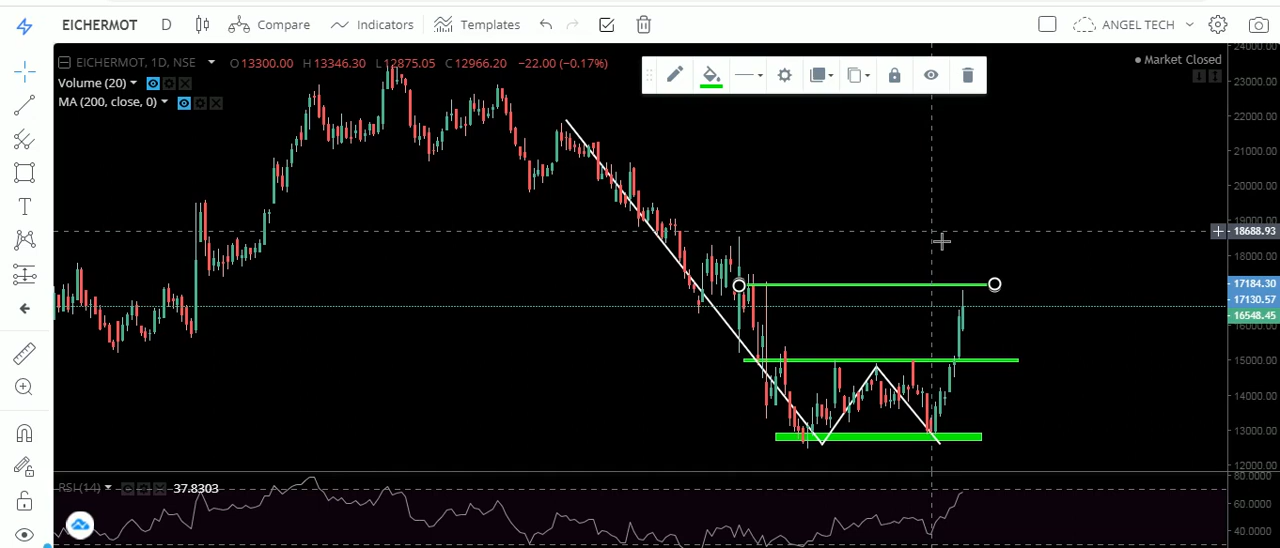 EICHERMOT D Compare Indicators Templates ANGEL TECH
EICHERMOT, 1D, NSE O13300.00 H13346.30 L12875.05 C12966.20 −22.00 (−0.17%)
Market Closed
Volume (20)
MA (200, close, 0)
24000.00
23000.00
22000.00
21000.00
20000.00
19000.00
18688.93
18000.00
17184.30
17130.57
16548.45
16000.00
15000.00
14000.00
13000.00
12000.00
T
RSI (14) 37.8303
80.0000
60.0000
40.0000